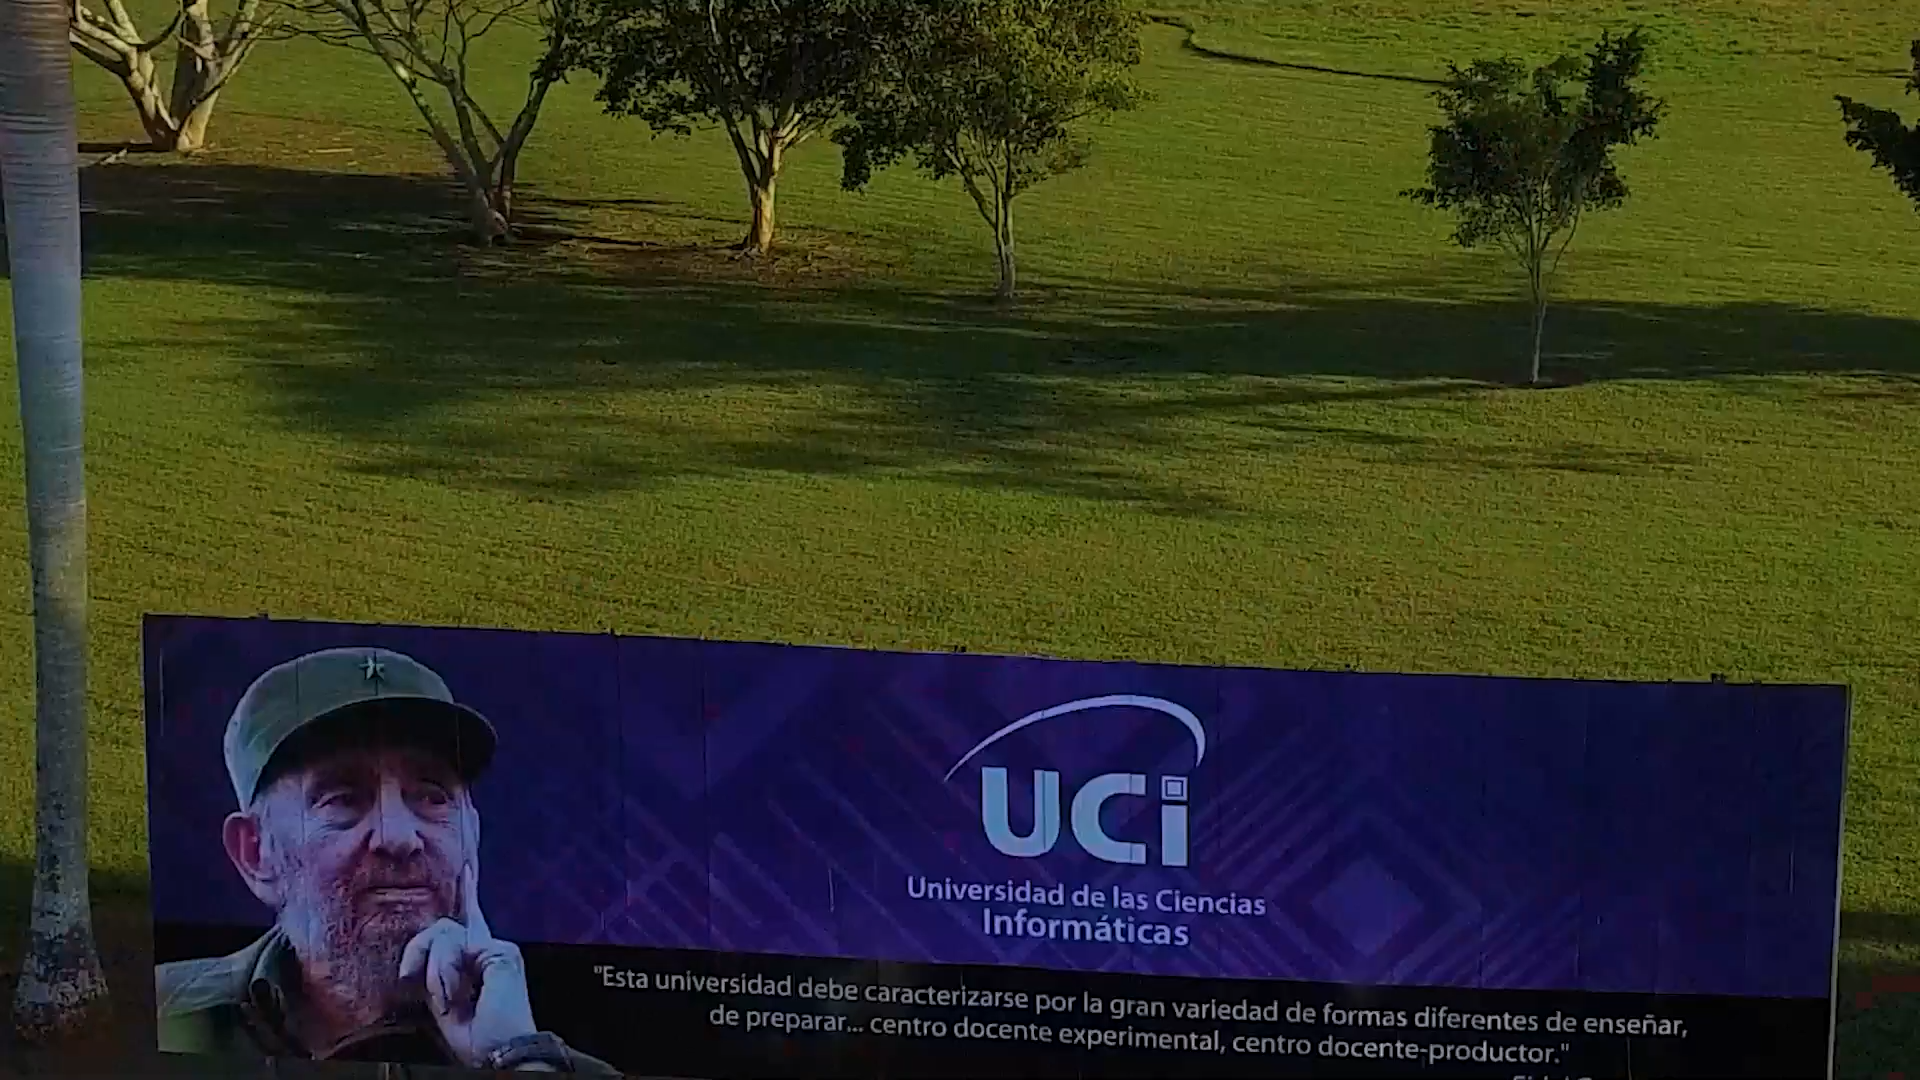 UCi
Universidad de las Ciencias
Informáticas
"Esta universidad debe caracterizarse por la gran variedad de formas diferentes de enseñar,
de preparar... centro docente experimental, centro docente-productor."